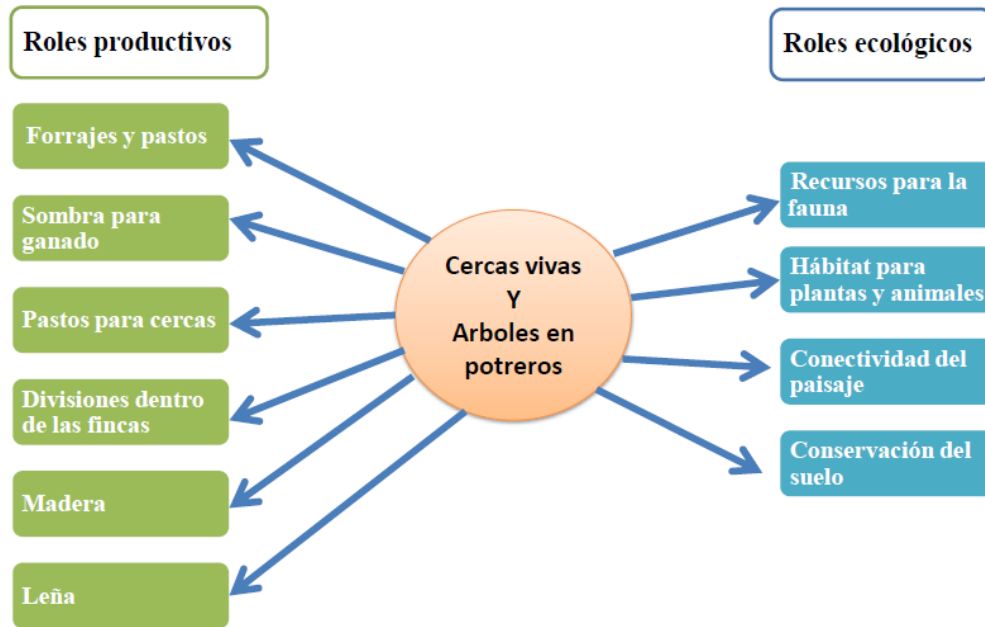 Roles productivos
Forrajes y pastos
Sombra para
ganado
Pastos para cercas
Divisiones dentro
de las fincas
Madera
Leña
Cercas vivas
Y
Arboles en
potreros
Roles ecológicos
Recursos para la
fauna
Hábitat para
plantas y animales
Conectividad del
paisaje
Conservación del
suelo